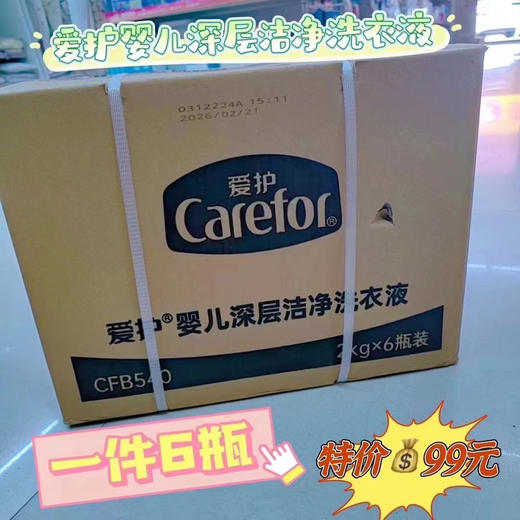 爱护婴儿深层洁净洗衣液
0312224A 15:11
2026/02/21
爱护
Carefor®
爱护®婴儿深层洁净洗衣液
CFB540
2kg×6瓶装
一件6瓶
特价💰99元